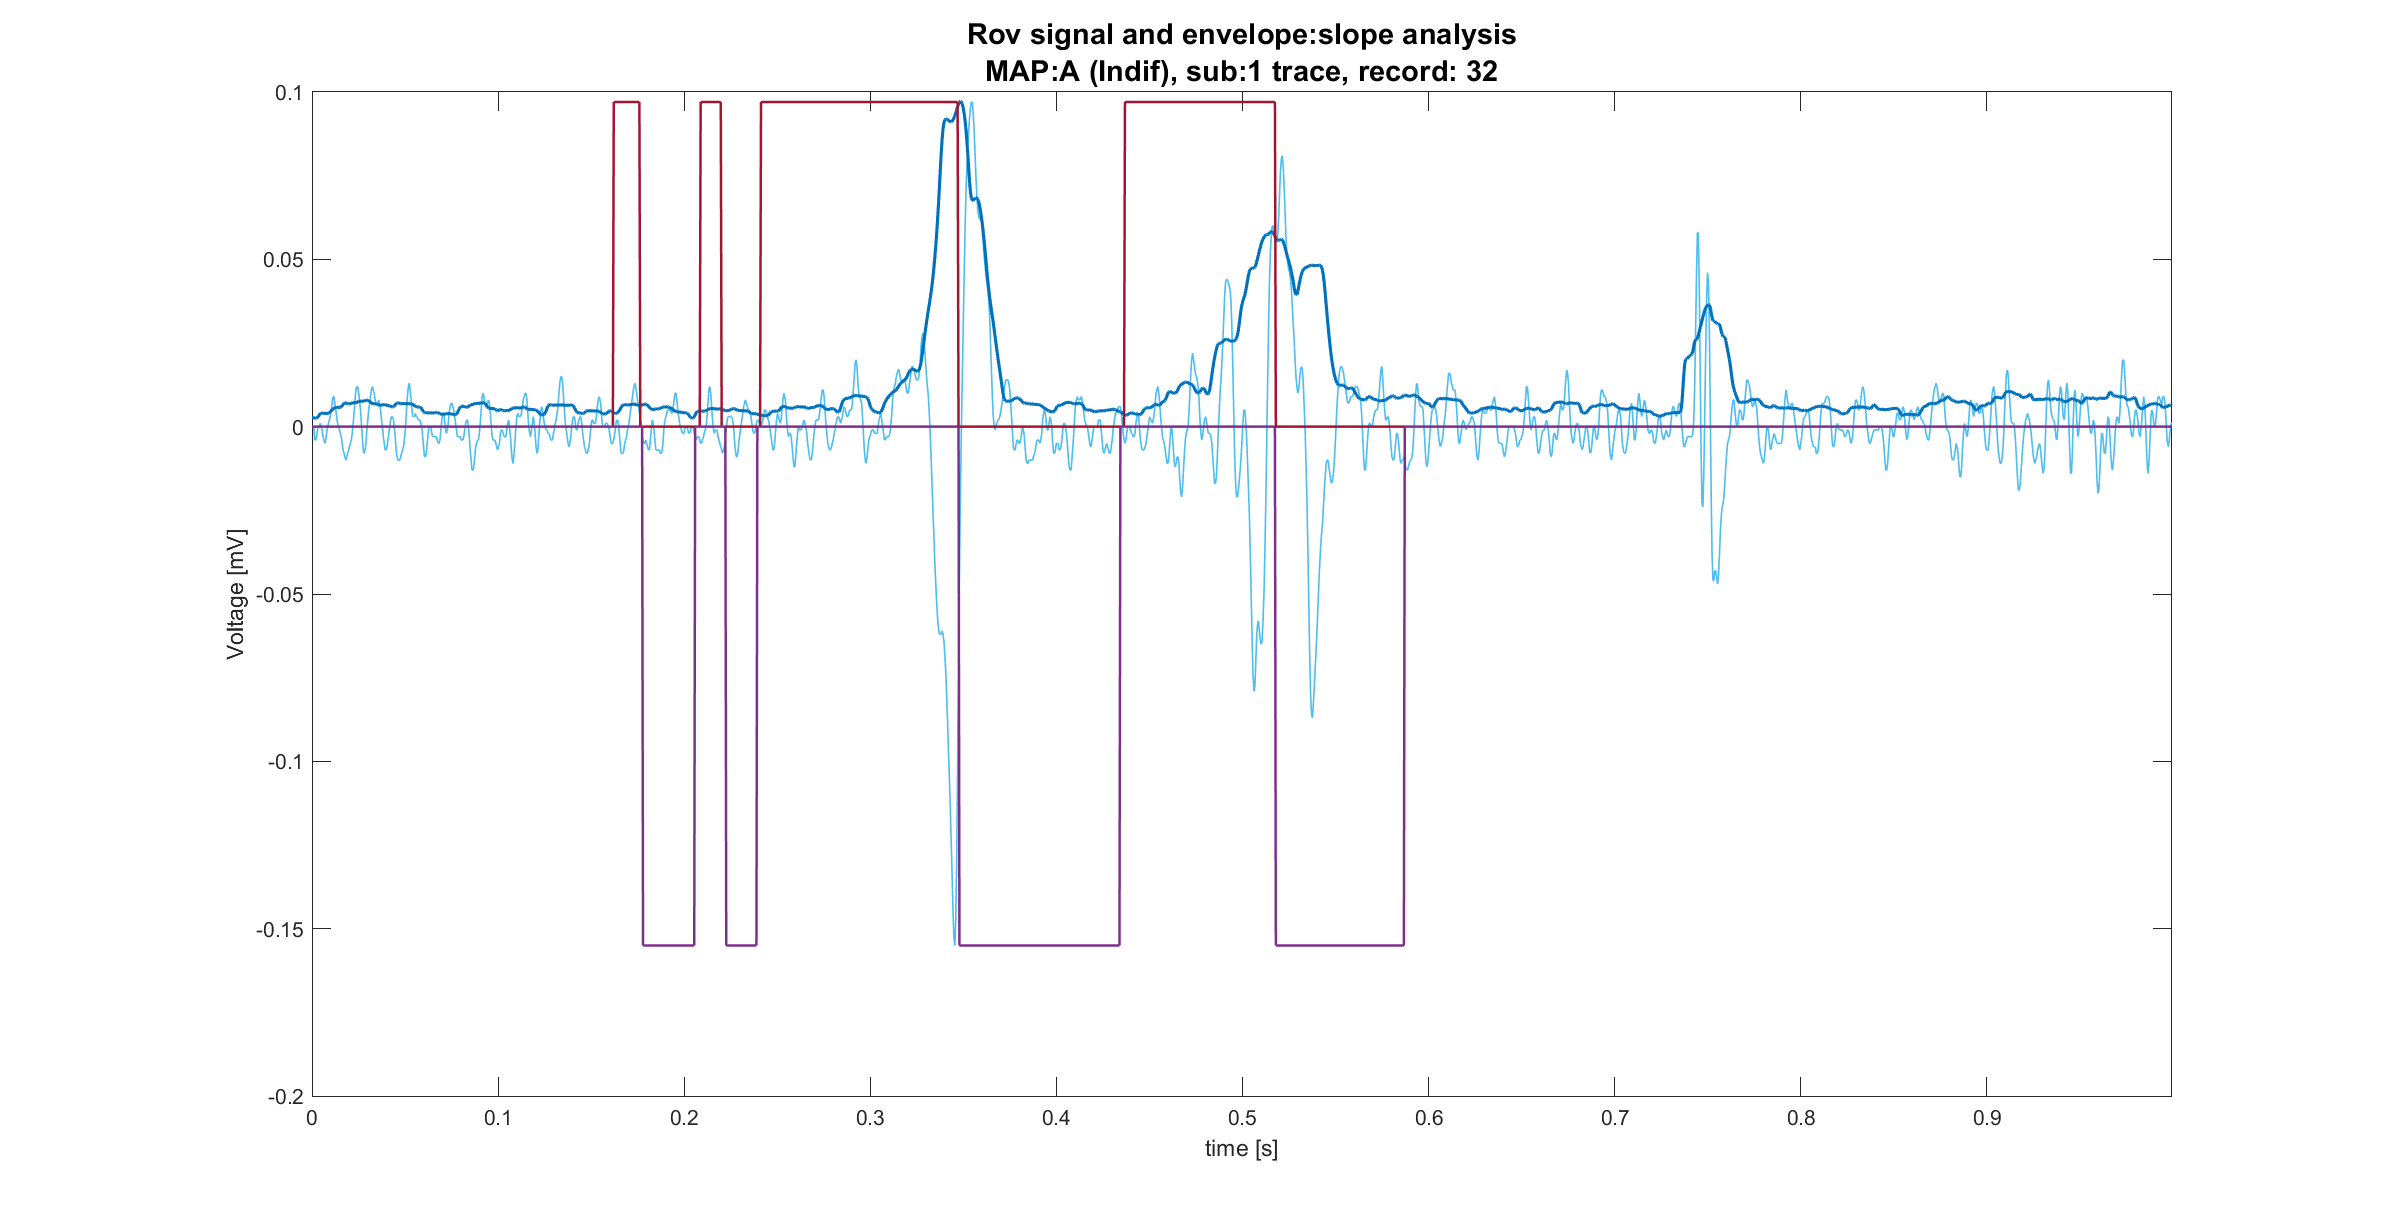 Rov signal and envelope:slope analysis
MAP:A (Indif), sub:1 trace, record: 32
0.1
0.05
0
-0.05
-0.1
-0.15
-0.2
Voltage [mV]
0 0.1 0.2 0.3 0.4 0.5 0.6 0.7 0.8 0.9
time [s]